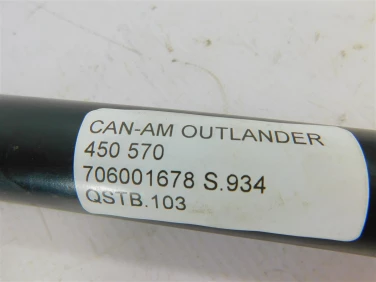 CAN-AM OUTLANDER
450 570
706001678 S.934
QSTB.103